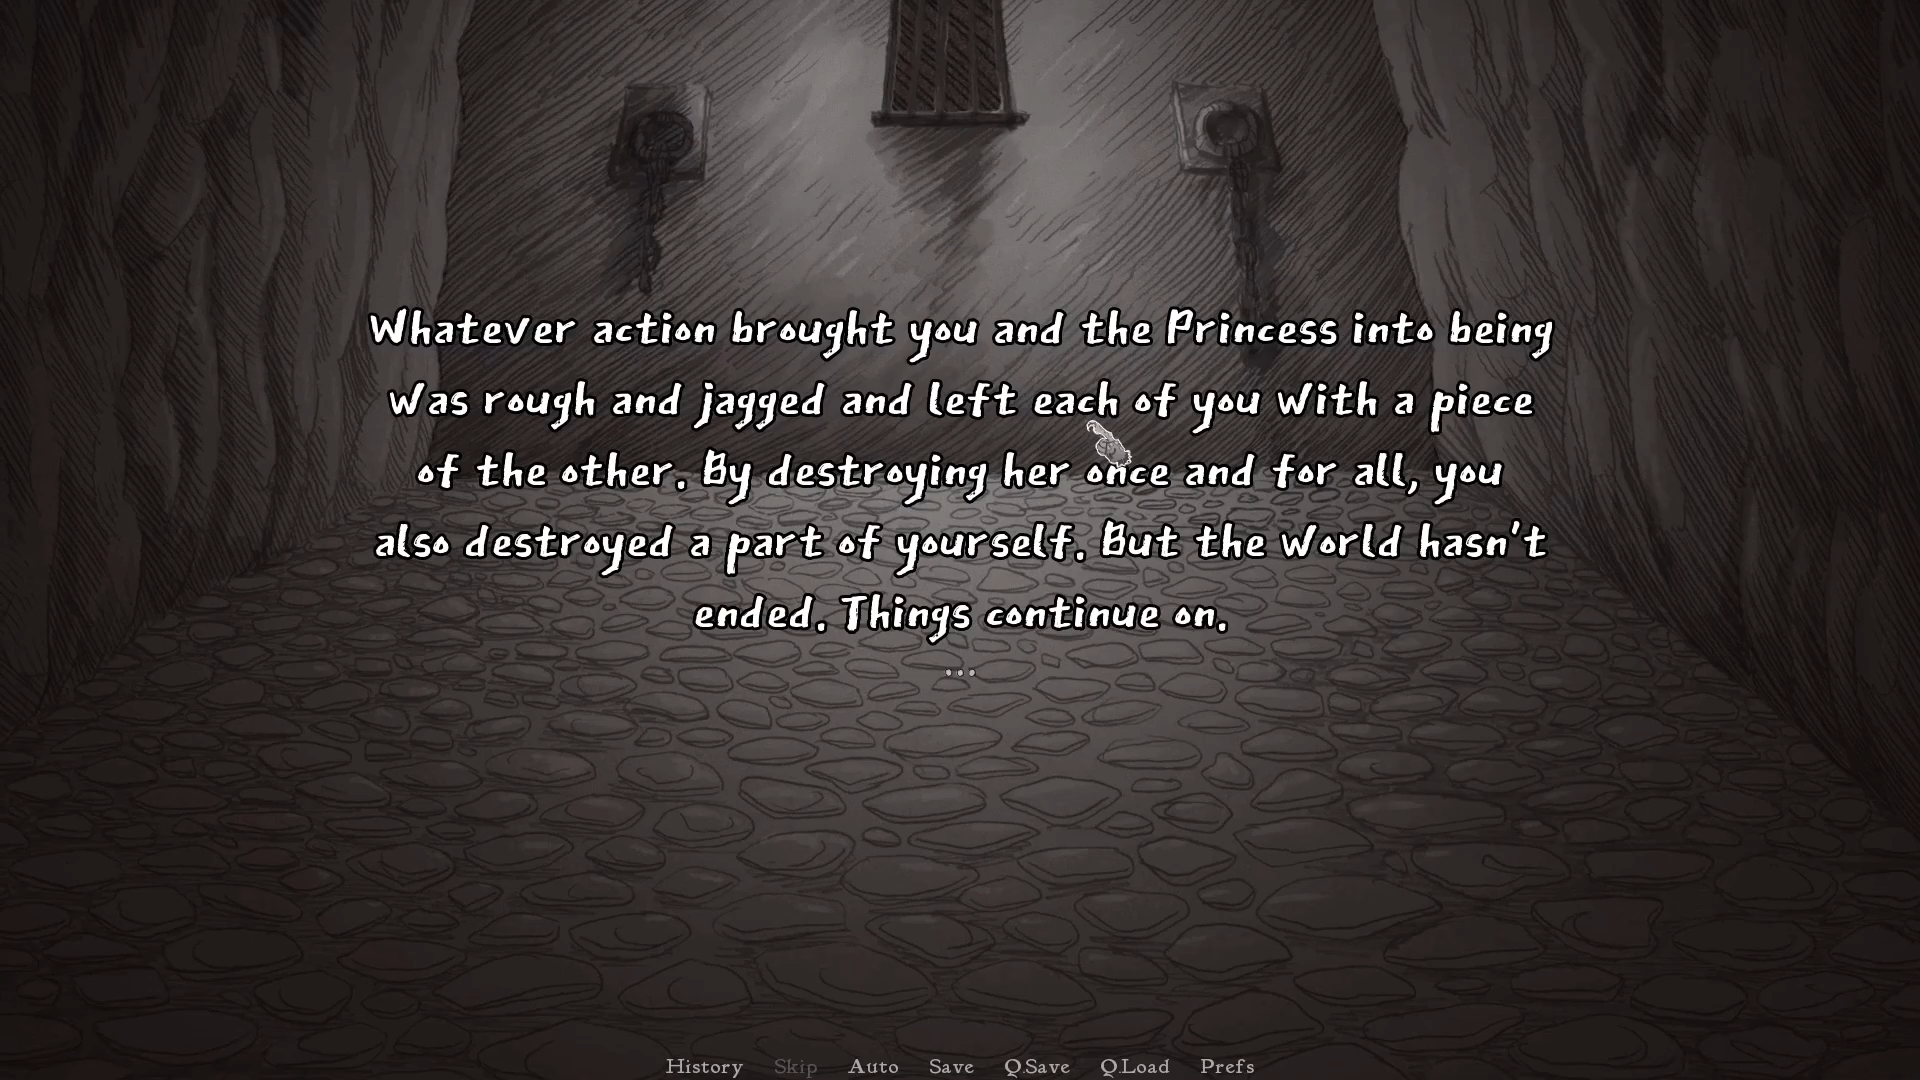 Whatever action brought you and the Princess into being
was rough and jagged and left each of you with a piece
of the other. By destroying her once and for all, you
also destroyed a part of yourself. But the world hasn't
ended. Things continue on.
...
History Skip Auto Save Q.Save Q.Load Prefs